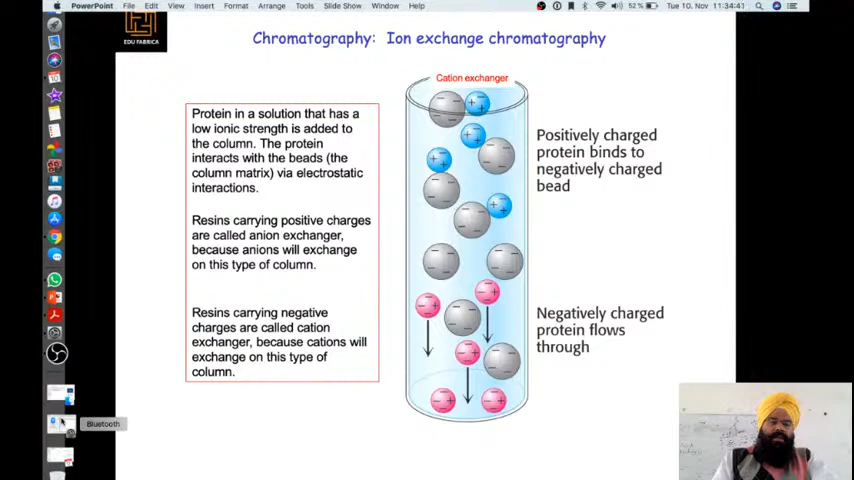 PowerPoint File Edit View Insert Format Arrange Tools Slide Show Window Help 52 % Tue 10. Nov 11:34:41
EDU FABRICA
Chromatography: Ion exchange chromatography
Cation exchanger
Protein in a solution that has a
low ionic strength is added to
the column. The protein
interacts with the beads (the
column matrix) via electrostatic
interactions.
Resins carrying positive charges
are called anion exchanger,
because anions will exchange
on this type of column.
Resins carrying negative
charges are called cation
exchanger, because cations will
exchange on this type of
column.
Positively charged
protein binds to
negatively charged
bead
Negatively charged
protein flows
through
Bluetooth